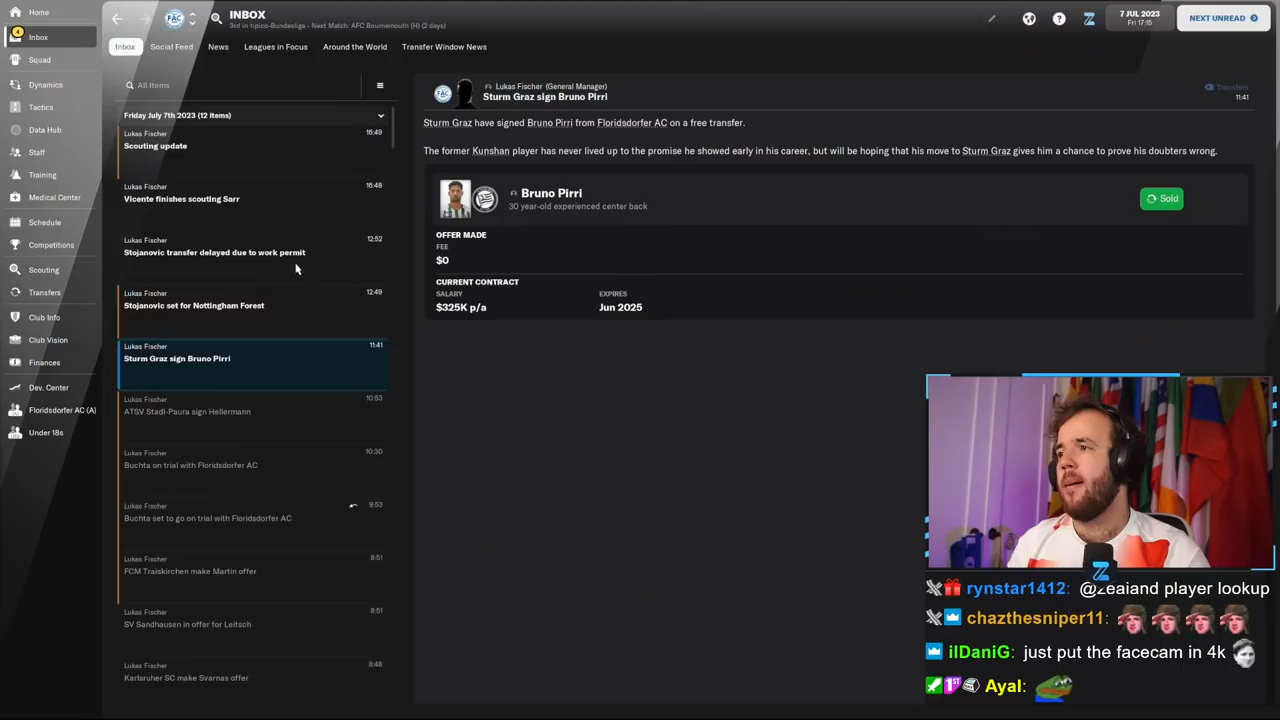 INBOX
3rd in tipico-Bundesliga - Next Match: AFC Bournemouth (H) (2 days)
7 JUL 2023
Fri 17:15
NEXT UNREAD
Home
4
Inbox
Squad
Dynamics
Tactics
Data Hub
Staff
Training
Medical Center
Schedule
Competitions
Scouting
Transfers
Club Info
Club Vision
Finances
Dev. Center
Floridsdorfer AC (A)
Under 18s
Inbox
Social Feed
News
Leagues in Focus
Around the World
Transfer Window News
All Items
Friday July 7th 2023 (12 Items)
Lukas Fischer 16:49
Scouting update
Lukas Fischer 16:48
Vicente finishes scouting Sarr
Lukas Fischer 12:52
Stojanovic transfer delayed due to work permit
Lukas Fischer 12:49
Stojanovic set for Nottingham Forest
Lukas Fischer 11:41
Sturm Graz sign Bruno Pirri
Lukas Fischer 10:53
ATSV Stadl-Paura sign Hellermann
Lukas Fischer 10:30
Buchta on trial with Floridsdorfer AC
Lukas Fischer 9:53
Buchta set to go on trial with Floridsdorfer AC
Lukas Fischer 8:51
FCM Traiskirchen make Martin offer
Lukas Fischer 8:51
SV Sandhausen in offer for Leitsch
Lukas Fischer 8:48
Karlsruher SC make Svarnas offer
Lukas Fischer (General Manager)
Sturm Graz sign Bruno Pirri
Transfers
11:41
Sturm Graz have signed Bruno Pirri from Floridsdorfer AC on a free transfer.
The former Kunshan player has never lived up to the promise he showed early in his career, but will be hoping that his move to Sturm Graz gives him a chance to prove his doubters wrong.
Bruno Pirri
30 year-old experienced center back
Sold
OFFER MADE
FEE
$0
CURRENT CONTRACT
SALARY EXPIRES
$325K p/a Jun 2025
rynstar1412: @Zealand player lookup
chazthesniper11:
ilDaniG: just put the facecam in 4k
Ayal: